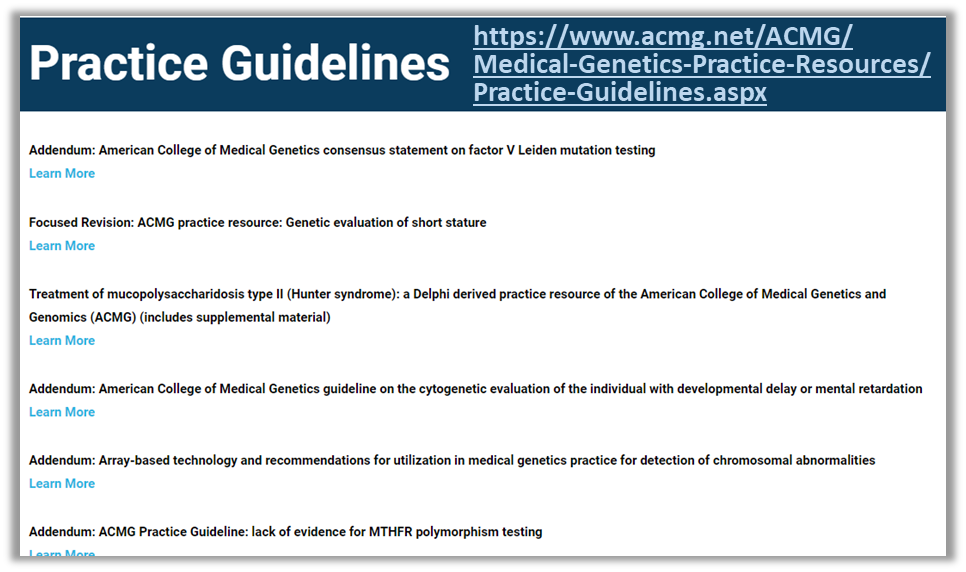 Practice Guidelines
https://www.acmg.net/ACMG/
Medical-Genetics-Practice-Resources/
Practice-Guidelines.aspx
Addendum: American College of Medical Genetics consensus statement on factor V Leiden mutation testing
Learn More
Focused Revision: ACMG practice resource: Genetic evaluation of short stature
Learn More
Treatment of mucopolysaccharidosis type II (Hunter syndrome): a Delphi derived practice resource of the American College of Medical Genetics and
Genomics (ACMG) (includes supplemental material)
Learn More
Addendum: American College of Medical Genetics guideline on the cytogenetic evaluation of the individual with developmental delay or mental retardation
Learn More
Addendum: Array-based technology and recommendations for utilization in medical genetics practice for detection of chromosomal abnormalities
Learn More
Addendum: ACMG Practice Guideline: lack of evidence for MTHFR polymorphism testing
Learn More